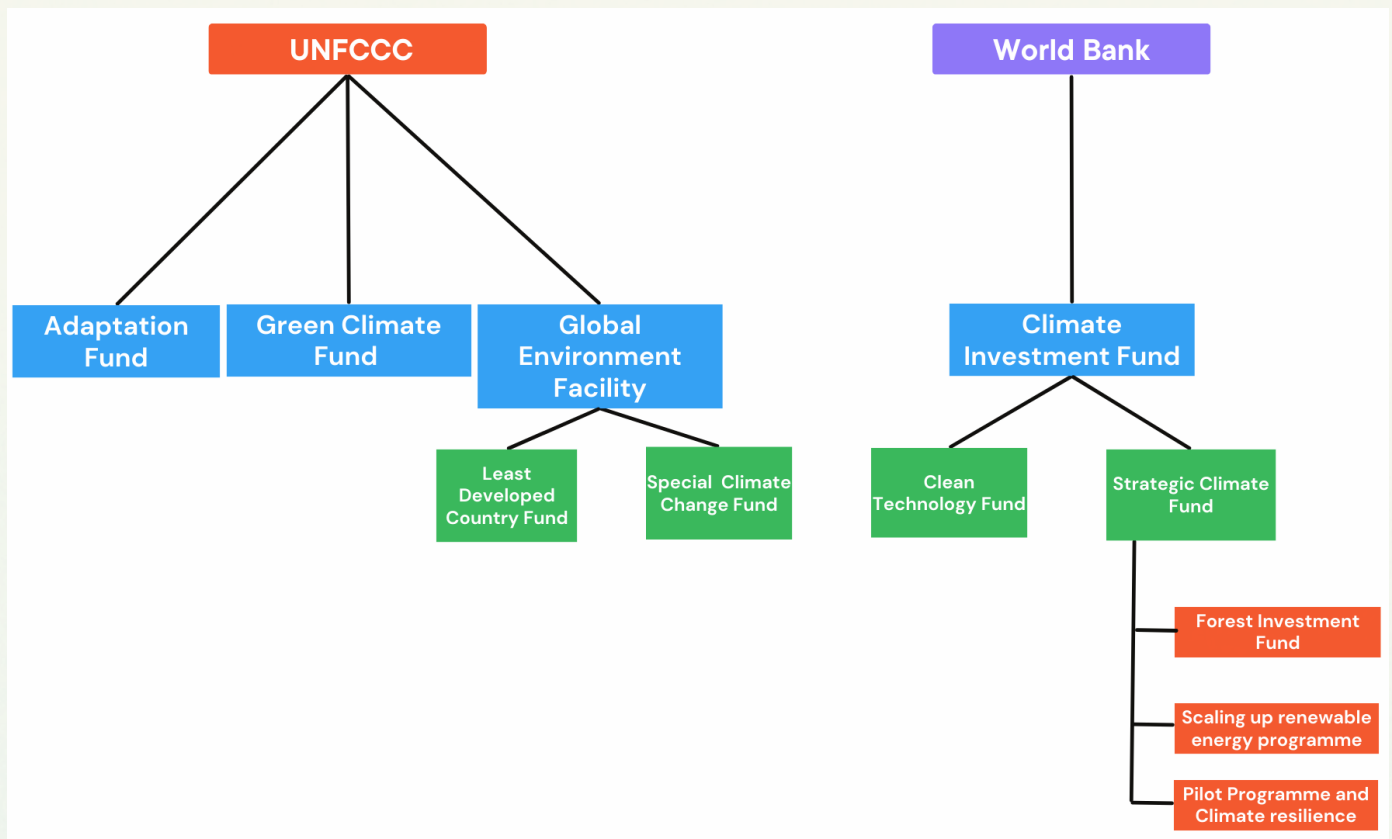 UNFCCC
World Bank
Adaptation
Fund
Green Climate
Fund
Global
Environment
Facility
Climate
Investment Fund
Least
Developed
Country Fund
Special Climate
Change Fund
Clean
Technology Fund
Strategic Climate
Fund
Forest Investment
Fund
Scaling up renewable
energy programme
Pilot Programme and
Climate resilience